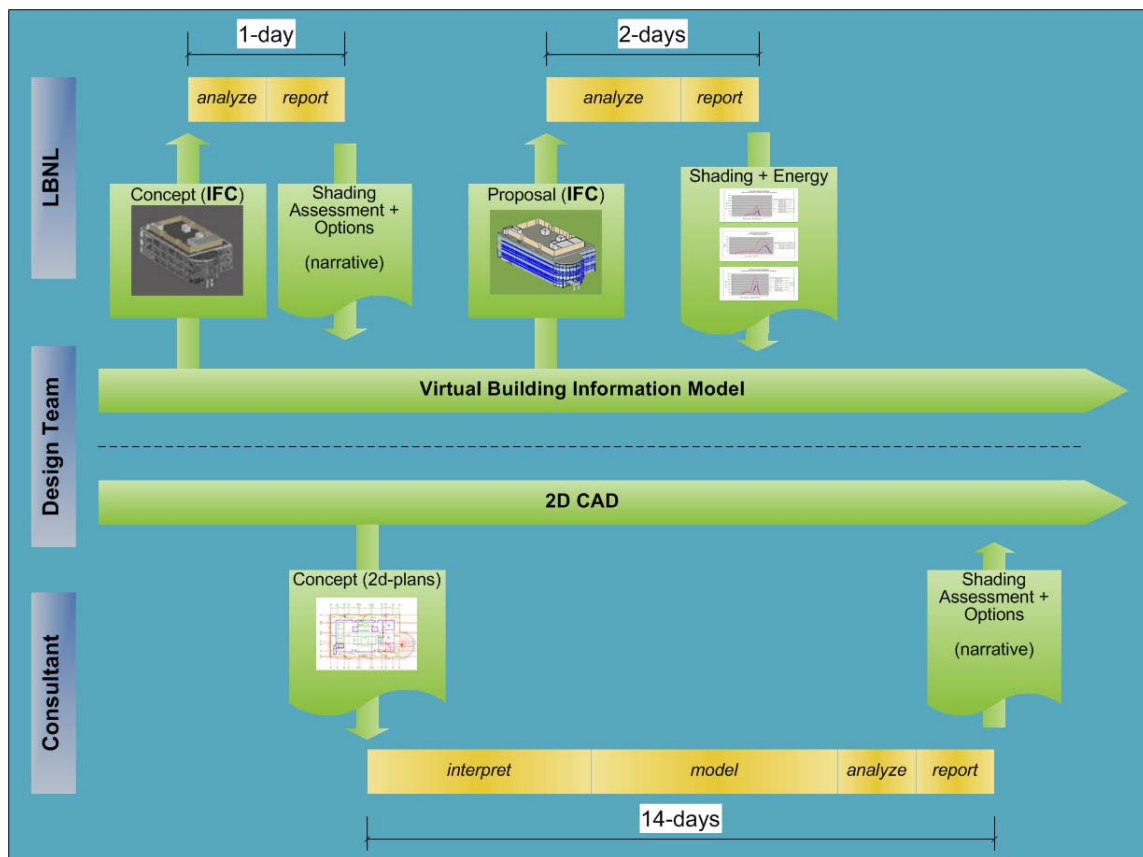 1-day
2-days
analyze
report
analyze
report
LBNL
Concept (IFC)
Shading
Assessment +
Options
(narrative)
Proposal (IFC)
Shading + Energy
Design Team
Virtual Building Information Model
2D CAD
Consultant
Concept (2d-plans)
Shading
Assessment +
Options
(narrative)
interpret
model
analyze
report
14-days